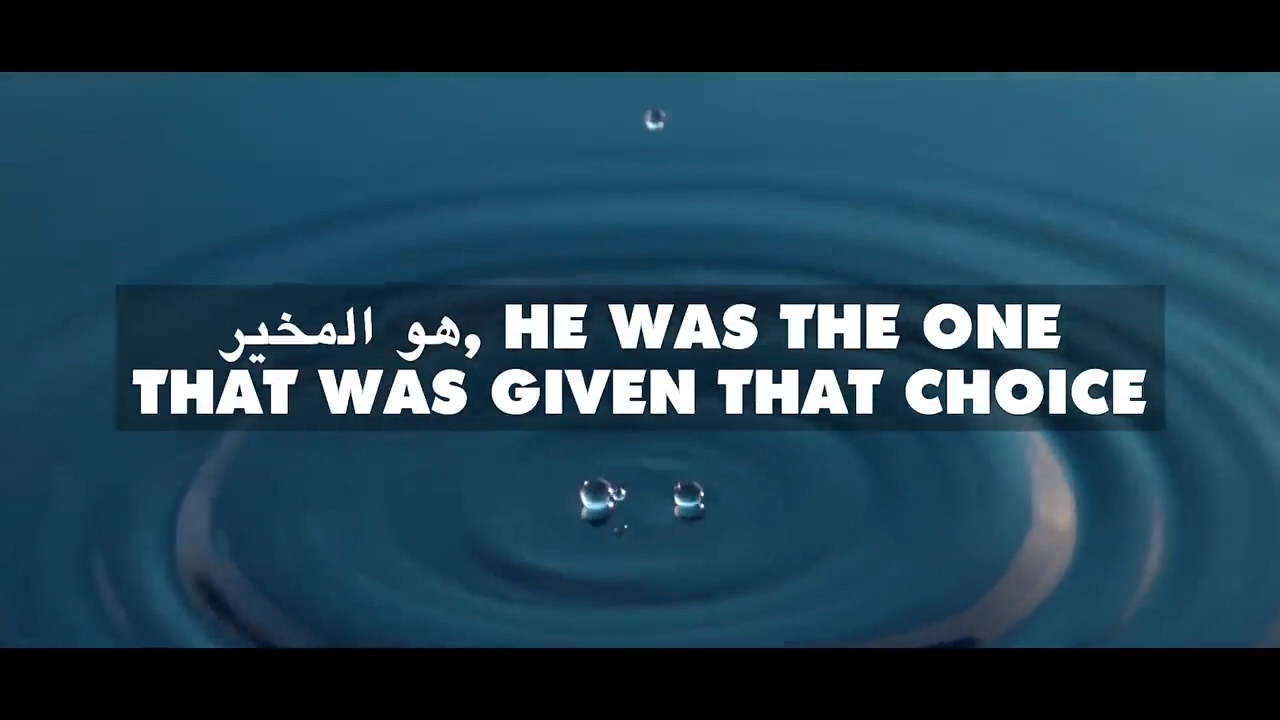 هو المخير, HE WAS THE ONE
THAT WAS GIVEN THAT CHOICE